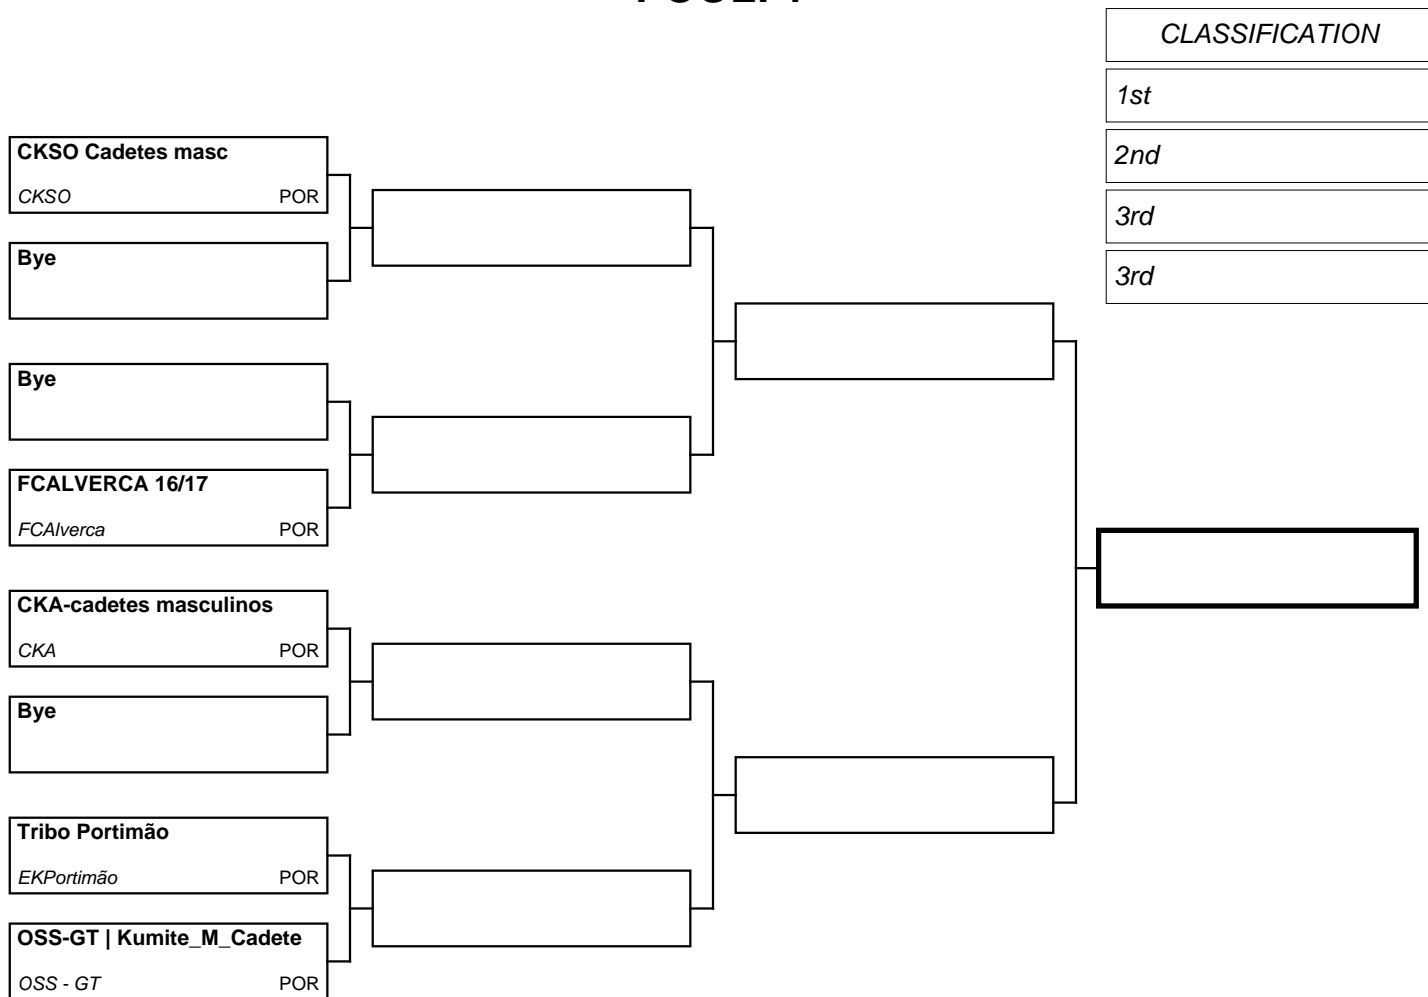 CLASSIFICATION
1st
2nd
3rd
3rd
CKSO Cadetes masc
CKSO POR
Bye
Bye
FCALVERCA 16/17
FCAlverca POR
CKA-cadetes masculinos
CKA POR
Bye
Tribo Portimão
EKPortimão POR
OSS-GT | Kumite_M_Cadete
OSS - GT POR